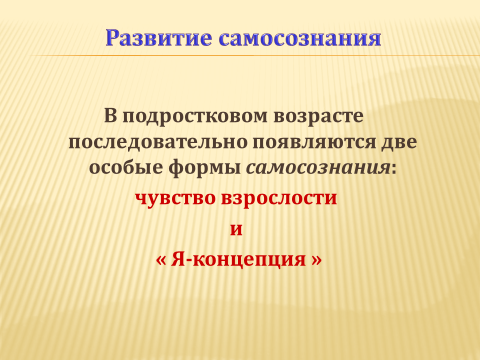 Развитие самосознания
В подростковом возрасте
последовательно появляются две
особые формы самосознания:
чувство взрослости
и
« Я-концепция »